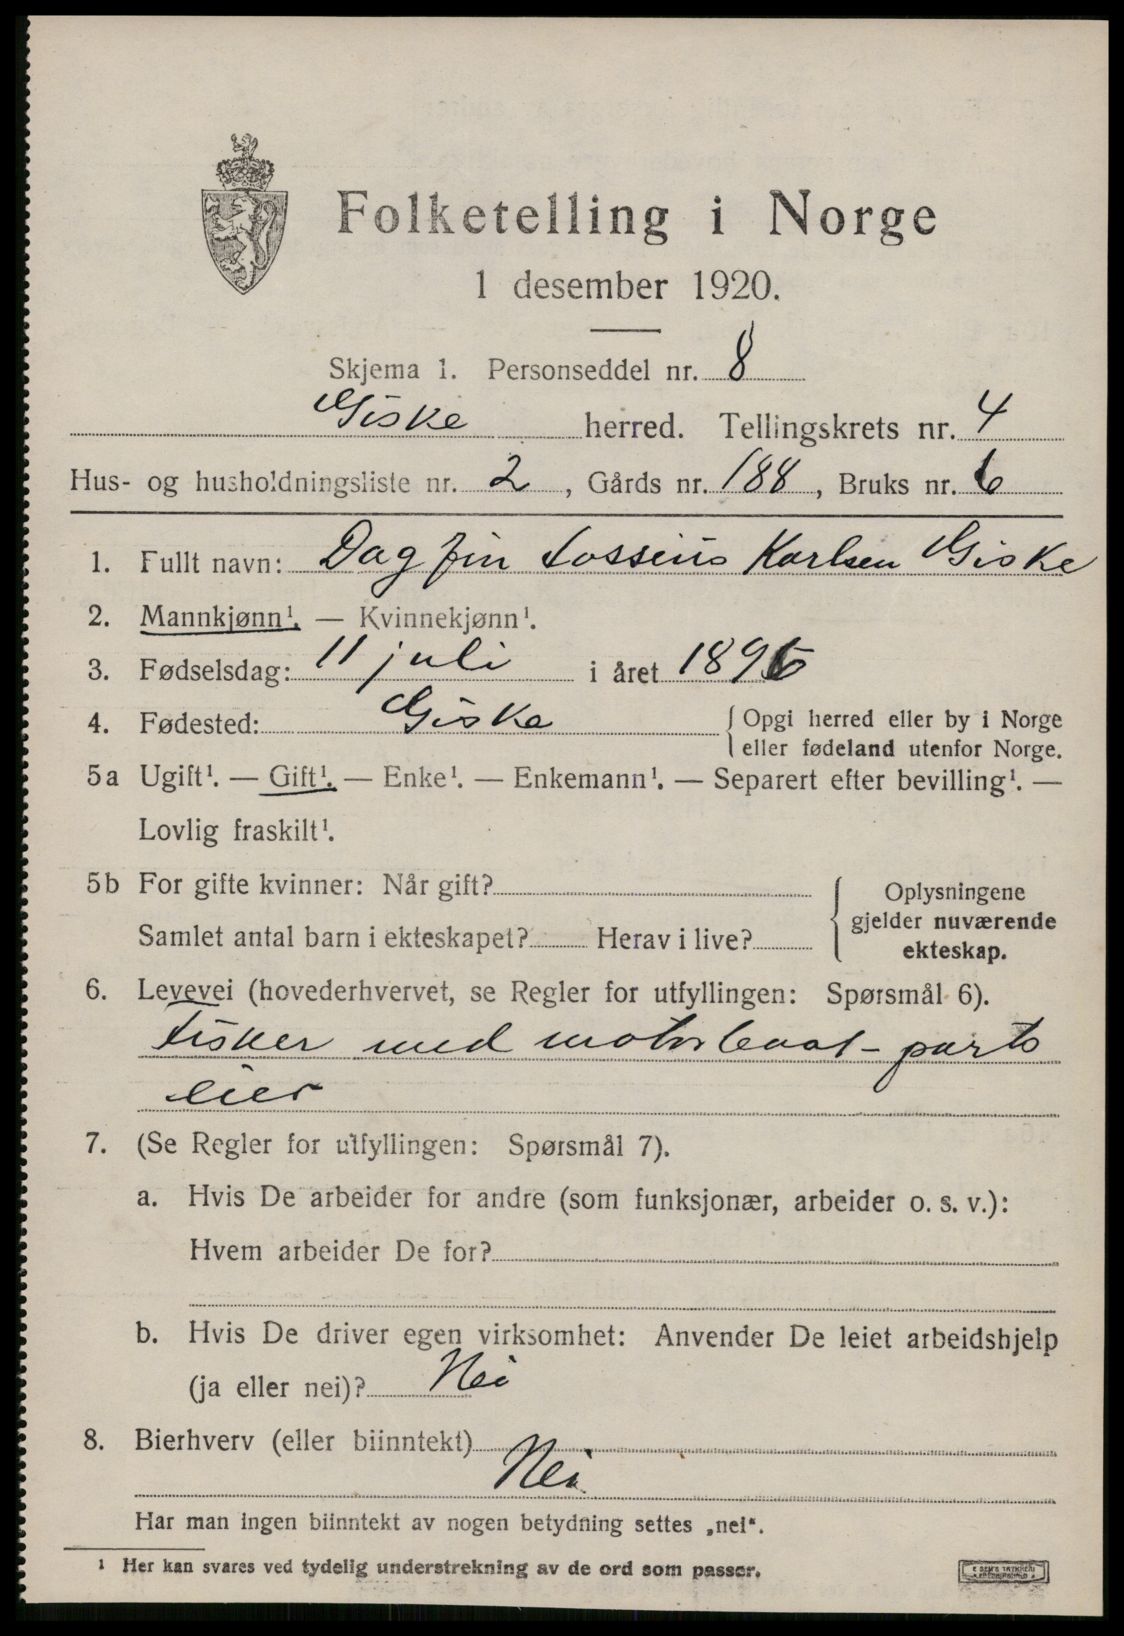 Folketelling i Norge
1 desember 1920.
Skjema 1. Personseddel nr. 8
Giske herred. Tellingskrets nr. 4
Hus- og husholdningsliste nr. 2, Gårds nr. 188, Bruks nr. 6
1. Fullt navn: Dagfin Karlsen Giske
2. Mannkjønn¹. — Kvinnekjønn¹.
3. Fødselsdag: 11 juli i året 1896
4. Fødested: Giske { Opgi herred eller by i Norge
eller fødeland utenfor Norge.
5a Ugift¹. — Gift¹. — Enke¹. — Enkemann¹. — Separert efter bevilling¹. —
Lovlig fraskilt¹.
5b For gifte kvinner: Når gift?
Samlet antal barn i ekteskapet? Herav i live?
{ Oplysningene
gjelder nuværende
ekteskap.
6. Levevei (hovederhvervet, se Regler for utfyllingen: Spørsmål 6).
Fisker med motorbaat - parts
eier
7. (Se Regler for utfyllingen: Spørsmål 7).
a. Hvis De arbeider for andre (som funksjonær, arbeider o. s. v.):
Hvem arbeider De for?
b. Hvis De driver egen virksomhet: Anvender De leiet arbeidshjelp
(ja eller nei)? Nei
8. Bierhverv (eller biinntekt)
Nei
Har man ingen biinntekt av nogen betydning settes „nei“.
¹ Her kan svares ved tydelig understrekning av de ord som passer.